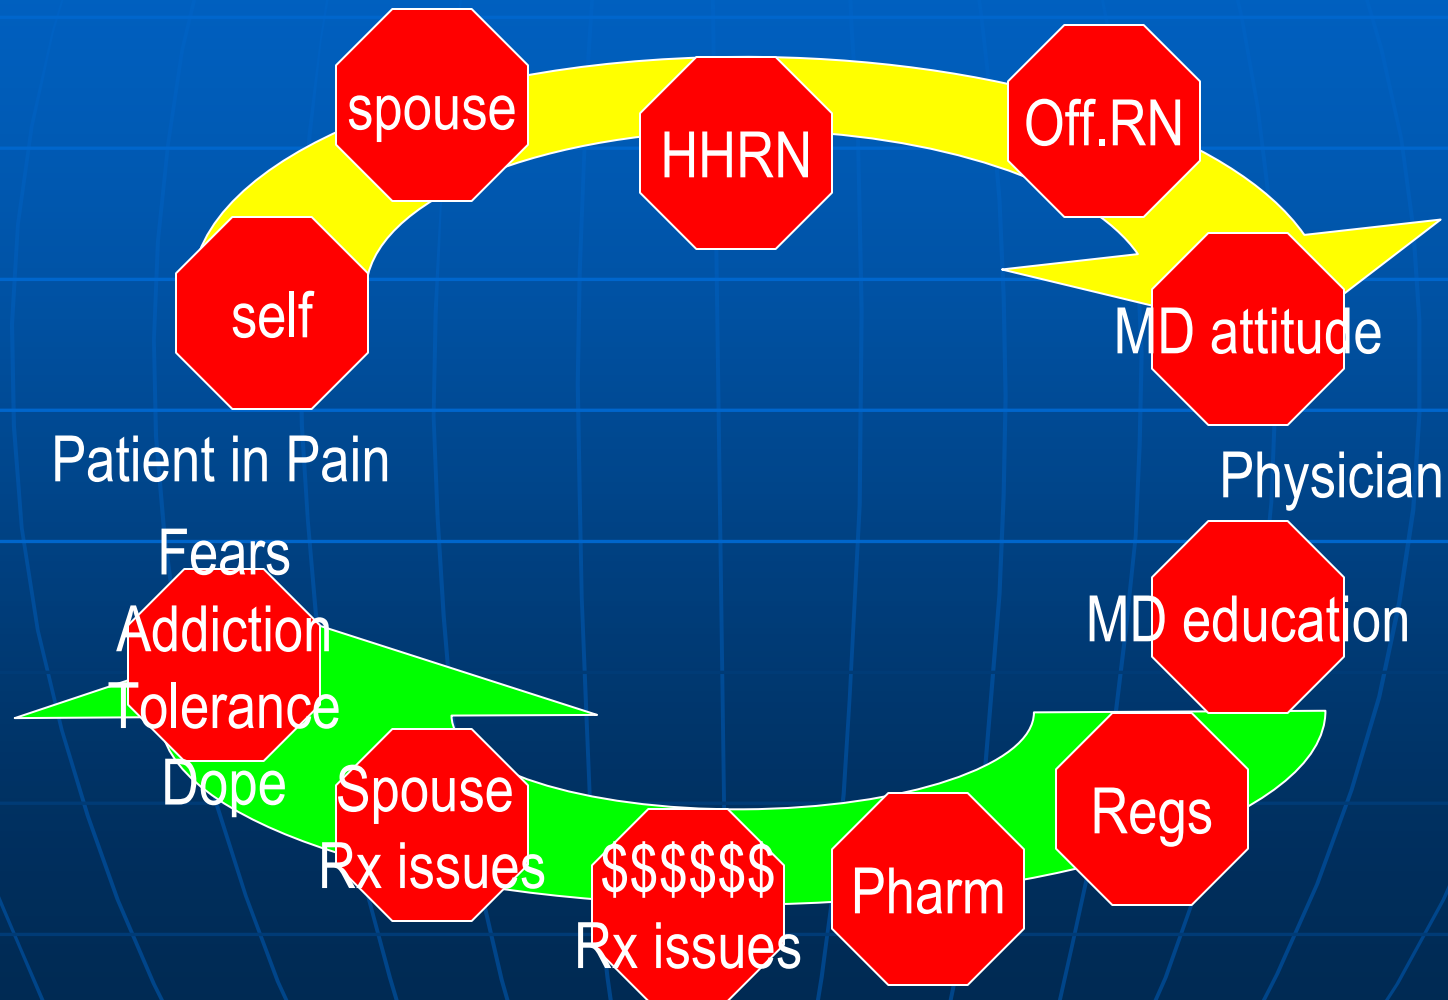 spouse
HHRN
Off.RN
self
MD attitude
Patient in Pain
Physician
Fears
Addiction
Tolerance
Dope
MD education
Spouse
Rx issues
$$$$$$
Rx issues
Pharm
Regs